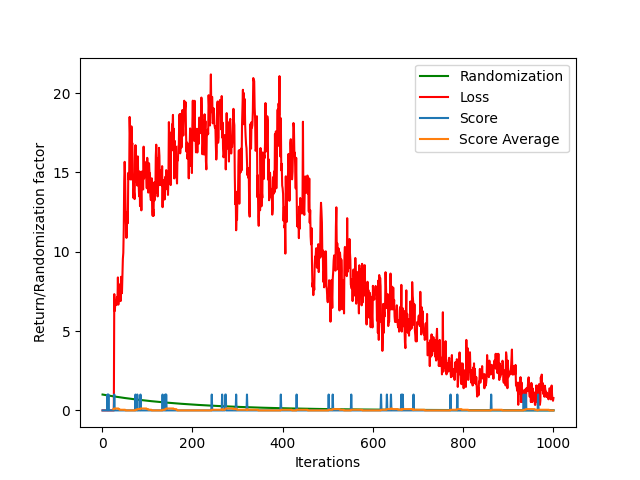 Randomization
Loss
Score
Score Average
20
15
10
5
0
Return/Randomization factor
0 200 400 600 800 1000
Iterations